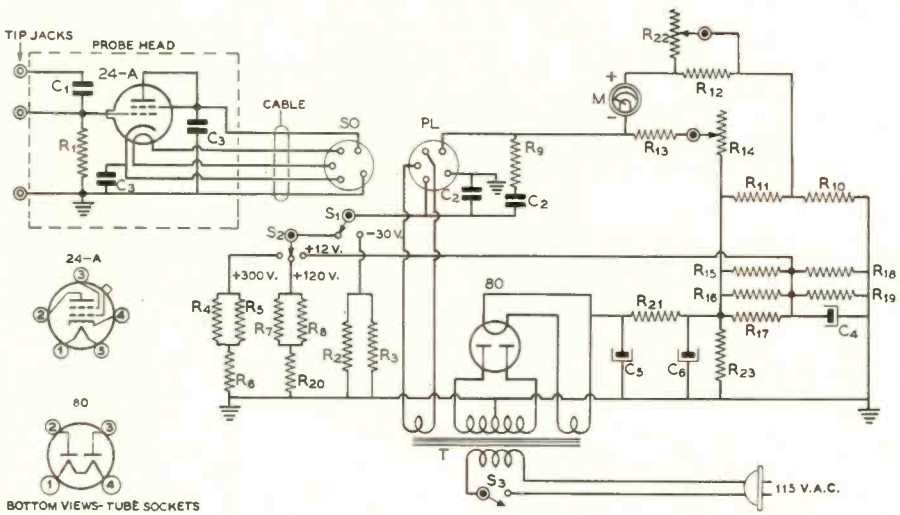 TIP JACKS
PROBE HEAD
24-A
C1
R1
C3
C3
CABLE
SO
PL
R9
C2
C2
R22
+
M
-
R12
R13
R14
R11
R10
S1
S2
-30 V.
+12 V.
+300 V.
+120 V.
R15
R18
R16
R19
R17
C4
R4
R5
R7
R8
R2
R3
R6
R20
80
R21
C5
C6
R23
T
S3
115 V.A.C.
24-A
3
2
4
1
5
80
2
3
1
4
BOTTOM VIEWS-TUBE SOCKETS